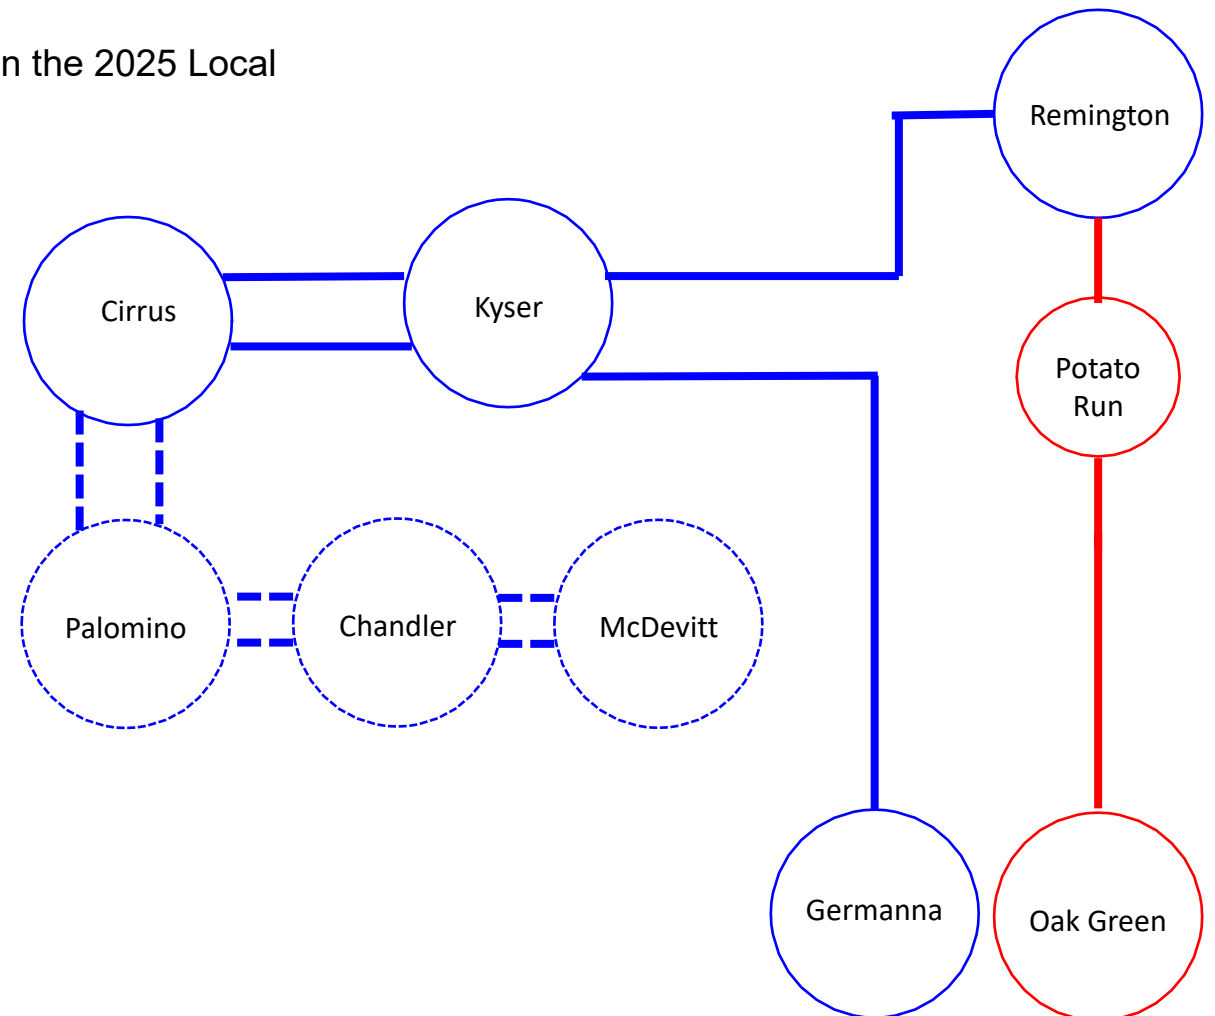 n the 2025 Local
Remington
Cirrus
Kyser
Potato
Run
Palomino
Chandler
McDevitt
Germanna
Oak Green